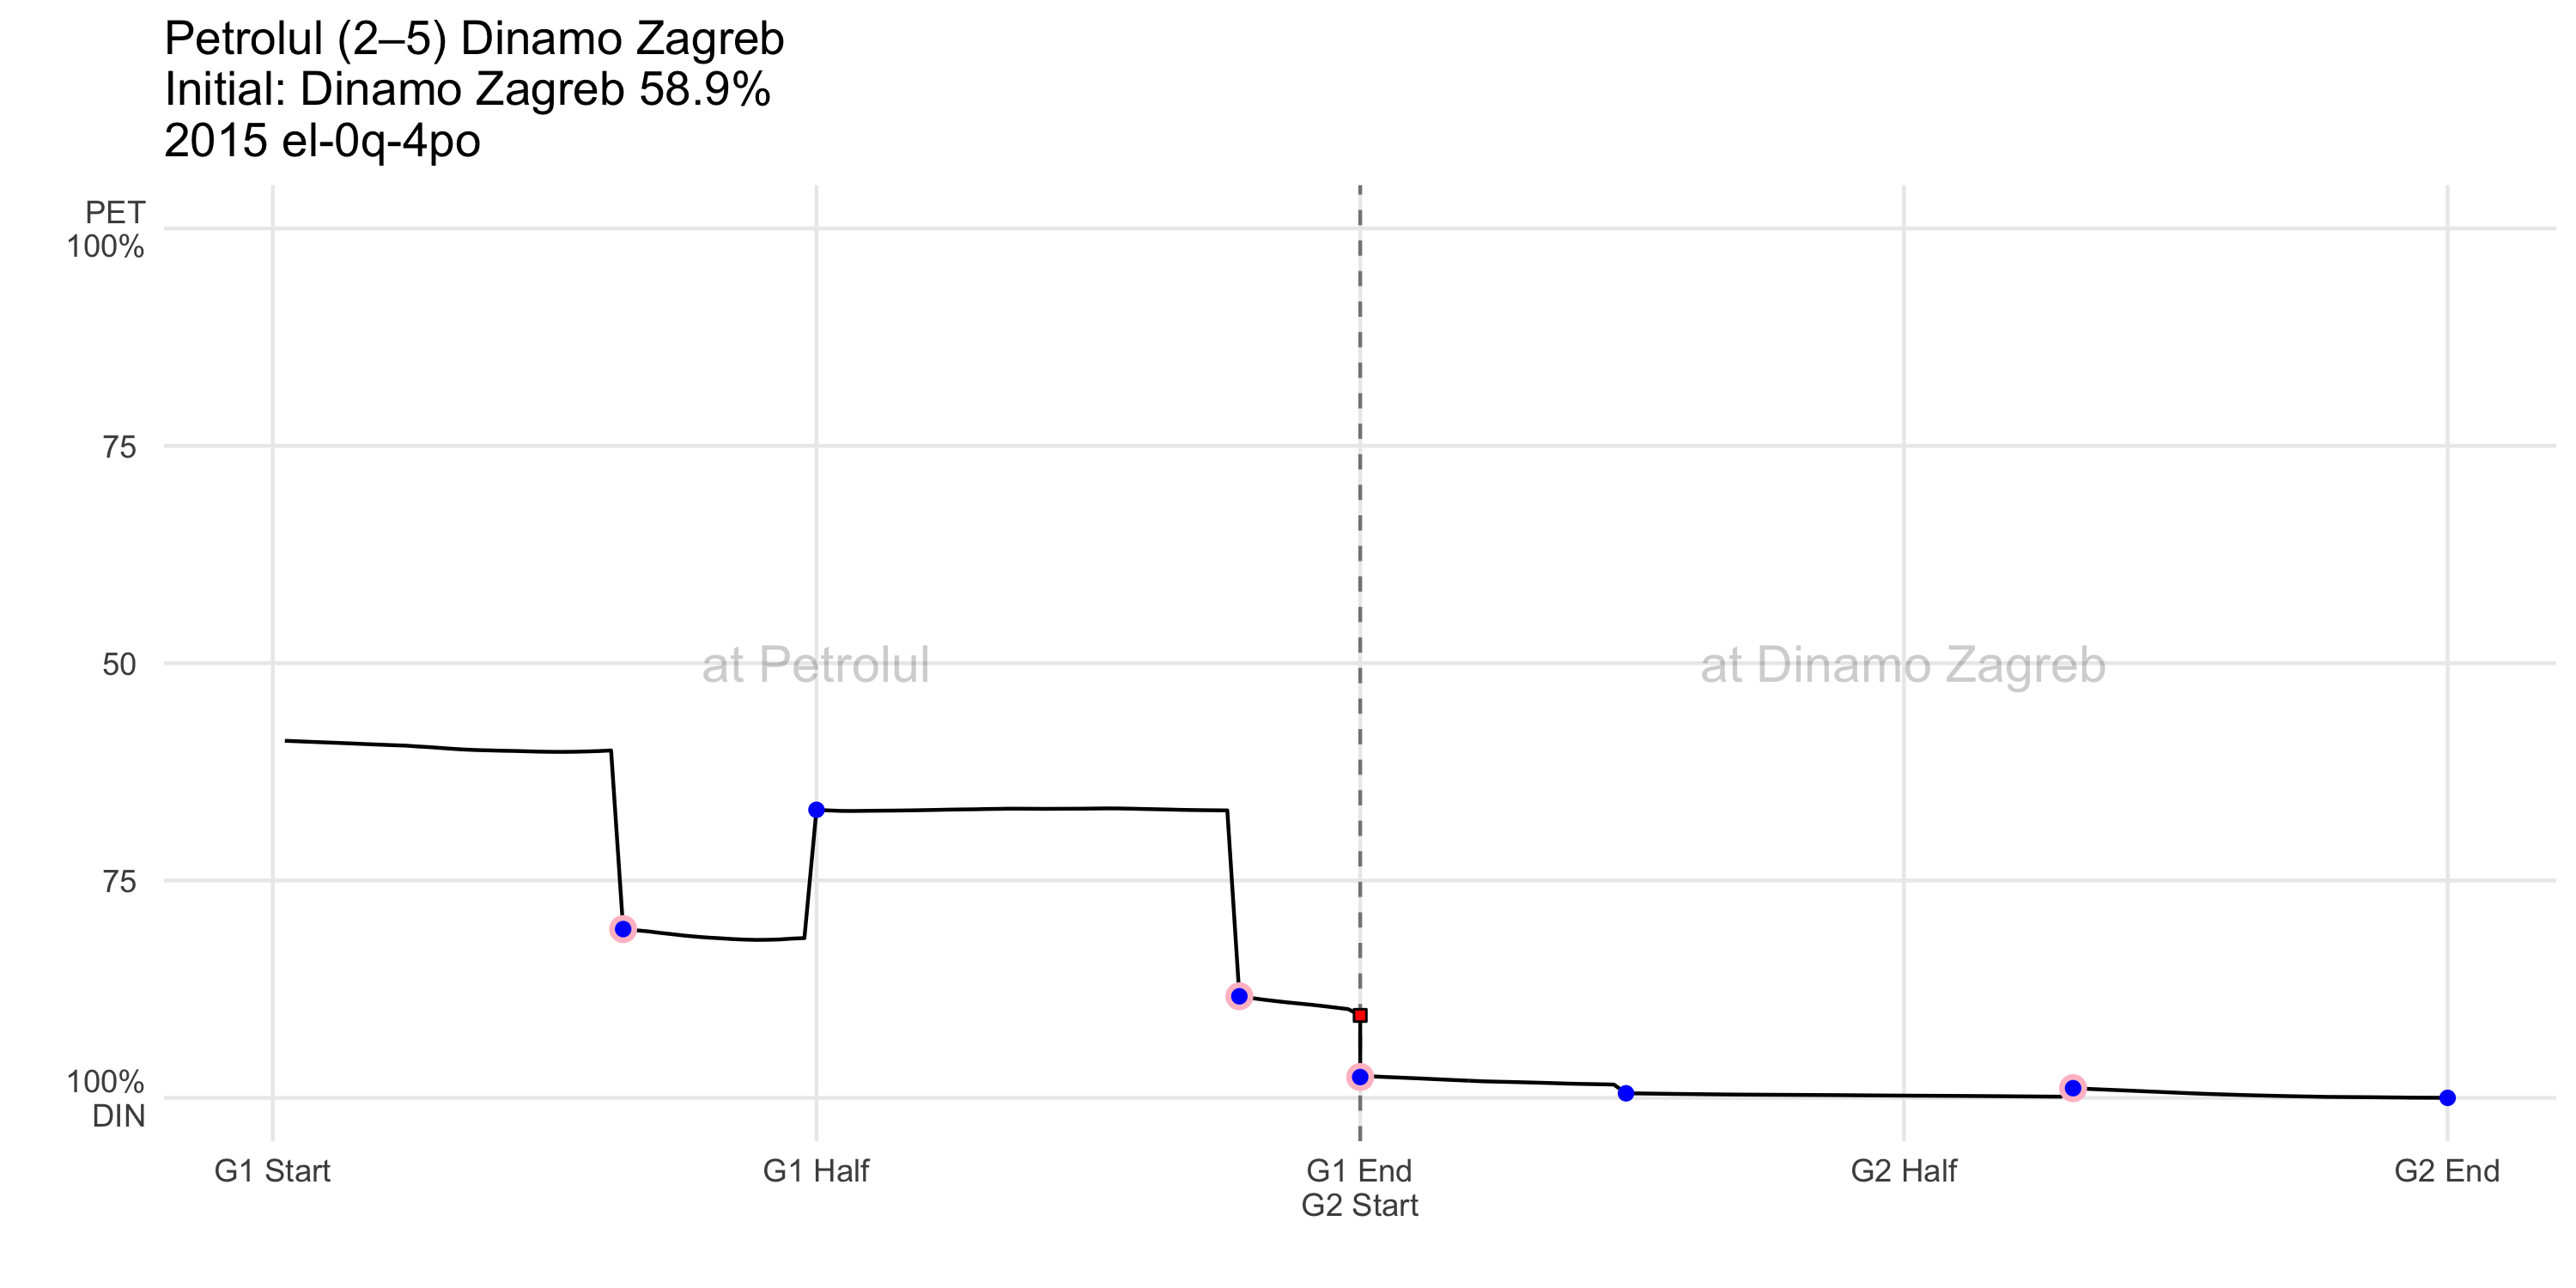 Petrolul (2–5) Dinamo Zagreb
Initial: Dinamo Zagreb 58.9%
2015 el-0q-4po
PET
100%
75
50
75
100%
DIN
at Petrolul
at Dinamo Zagreb
G1 Start
G1 Half
G1 End
G2 Start
G2 Half
G2 End